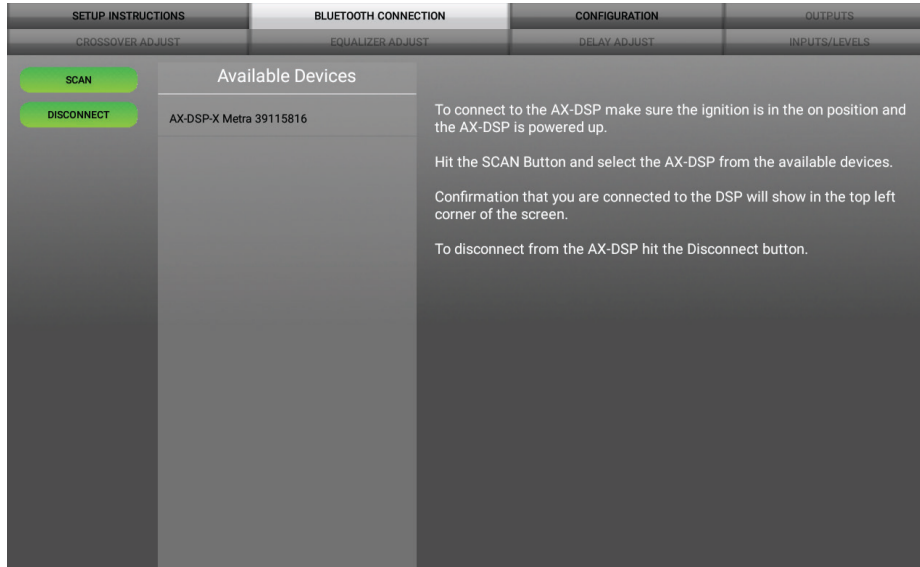 SETUP INSTRUCTIONS
BLUETOOTH CONNECTION
CONFIGURATION
OUTPUTS
CROSSOVER ADJUST
EQUALIZER ADJUST
DELAY ADJUST
INPUTS/LEVELS
SCAN
DISCONNECT
Available Devices
AX-DSP-X Metra 39115816
To connect to the AX-DSP make sure the ignition is in the on position and
the AX-DSP is powered up.
Hit the SCAN Button and select the AX-DSP from the available devices.
Confirmation that you are connected to the DSP will show in the top left
corner of the screen.
To disconnect from the AX-DSP hit the Disconnect button.